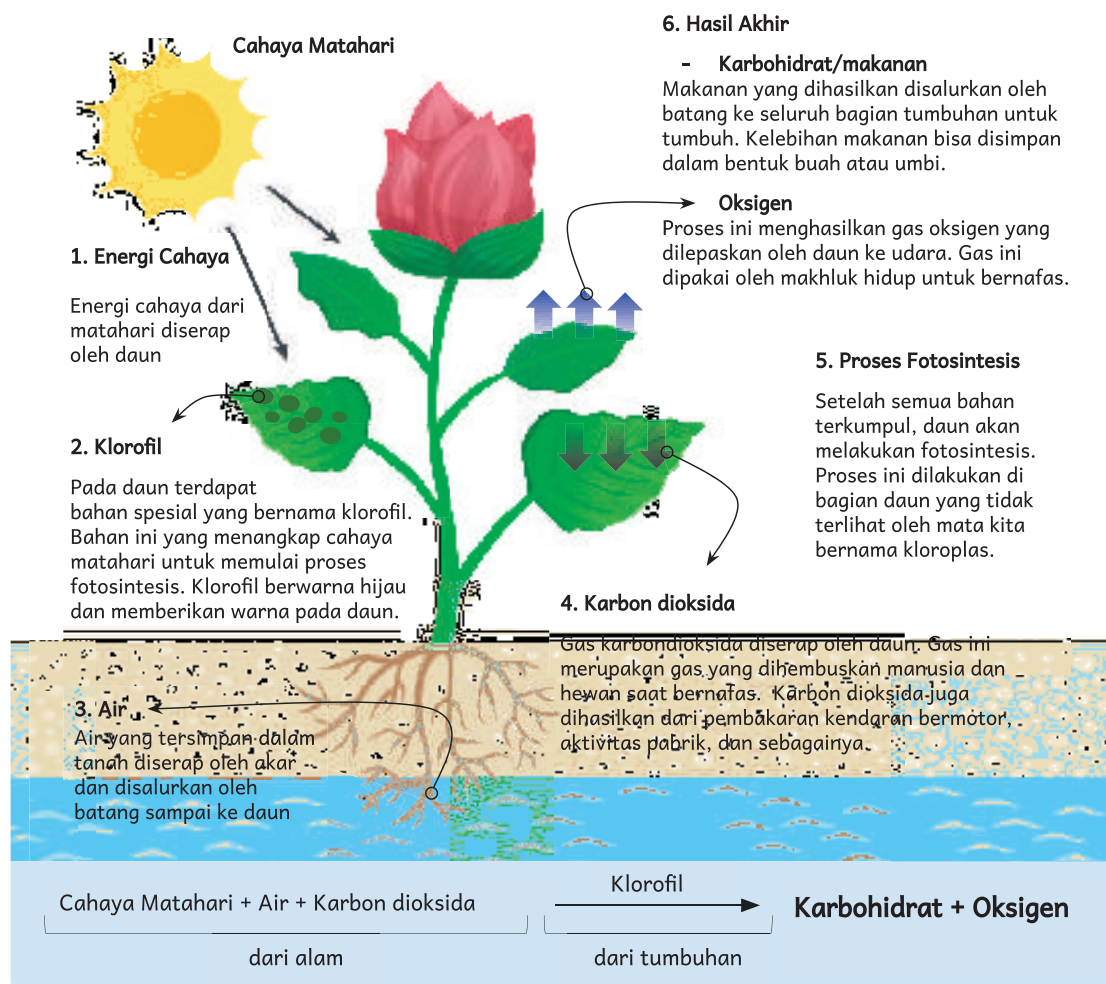 Cahaya Matahari
1. Energi Cahaya
Energi cahaya dari
matahari diserap
oleh daun
2. Klorofil
Pada daun terdapat
bahan spesial yang bernama klorofil.
Bahan ini yang menangkap cahaya
matahari untuk memulai proses
fotosintesis. Klorofil berwarna hijau
dan memberikan warna pada daun.
3. Air
Air yang tersimpan dalam
tanah diserap oleh akar
dan disalurkan oleh
batang sampai ke daun
4. Karbon dioksida
Gas karbondioksida diserap oleh daun. Gas ini
merupakan gas yang dihembuskan manusia dan
hewan saat bernafas. Karbon dioksida juga
dihasilkan dari pembakaran kendaran bermotor,
aktivitas pabrik, dan sebagainya.
5. Proses Fotosintesis
Setelah semua bahan
terkumpul, daun akan
melakukan fotosintesis.
Proses ini dilakukan di
bagian daun yang tidak
terlihat oleh mata kita
bernama kloroplas.
6. Hasil Akhir
- Karbohidrat/makanan
Makanan yang dihasilkan disalurkan oleh
batang ke seluruh bagian tumbuhan untuk
tumbuh. Kelebihan makanan bisa disimpan
dalam bentuk buah atau umbi.
Oksigen
Proses ini menghasilkan gas oksigen yang
dilepaskan oleh daun ke udara. Gas ini
dipakai oleh makhluk hidup untuk bernafas.
Cahaya Matahari + Air + Karbon dioksida
dari alam
Klorofil
dari tumbuhan
Karbohidrat + Oksigen